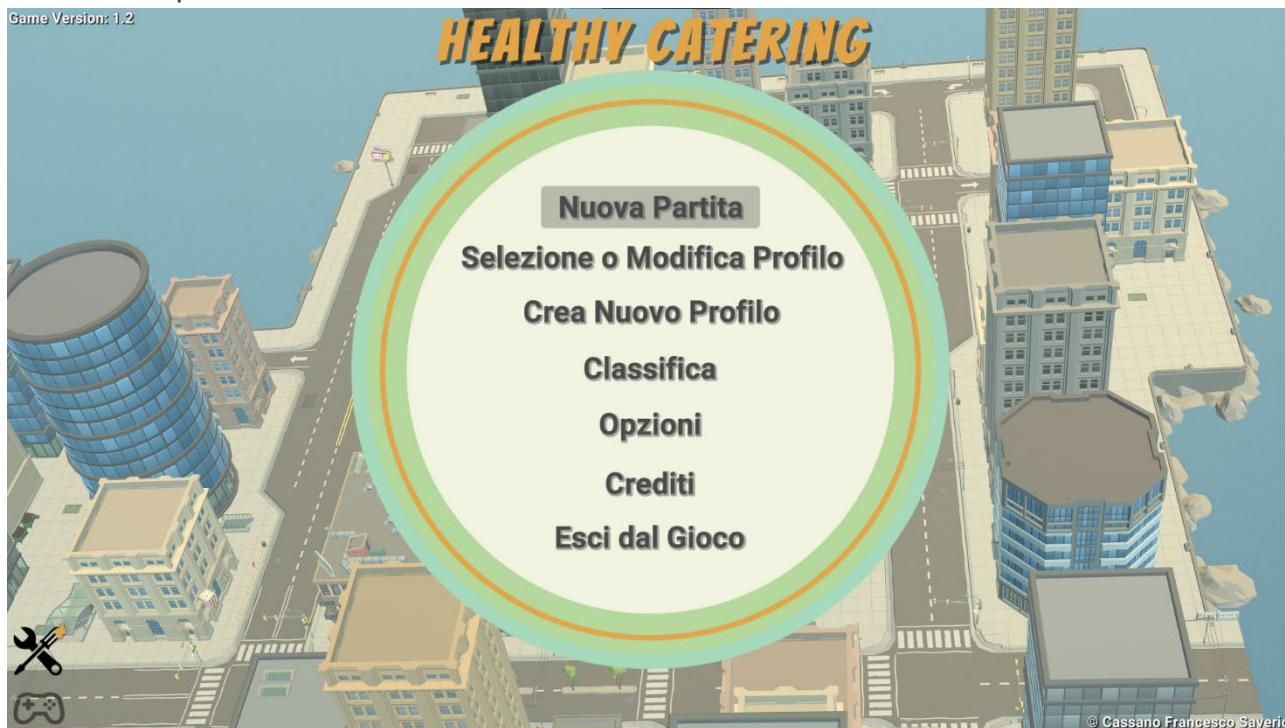 Game Version: 1.2
HEALTHY CATERING
Nuova Partita
Selezione o Modifica Profilo
Crea Nuovo Profilo
Classifica
Opzioni
Crediti
Esci dal Gioco
© Cassano Francesco Saverio